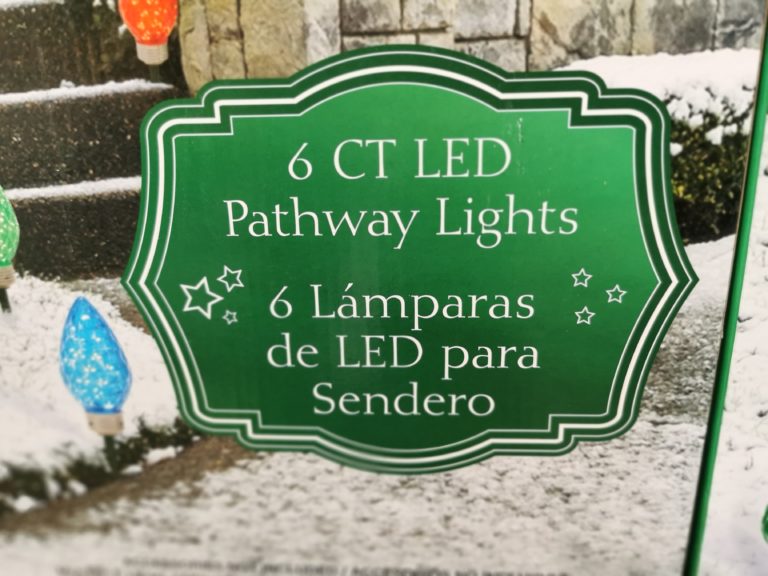 6 CT LED
Pathway Lights
6 Lámparas
de LED para
Sendero